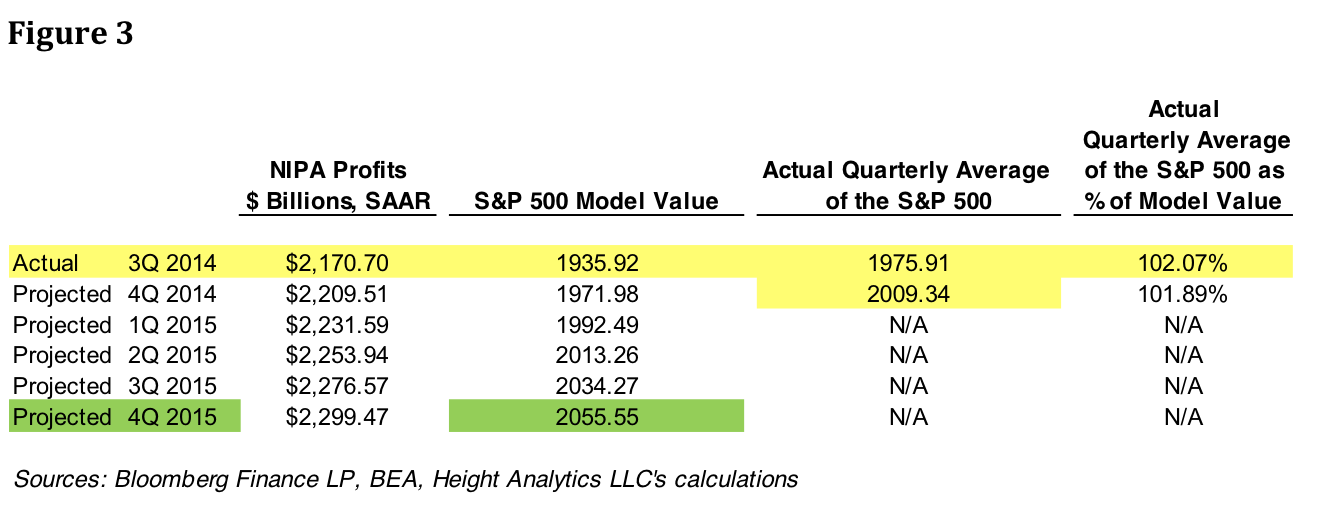 Figure 3
Actual
Quarterly Average
NIPA Profits Actual Quarterly Average of the S&P 500 as
$ Billions, SAAR S&P 500 Model Value of the S&P 500 % of Model Value
Actual 3Q 2014 $2,170.70 1935.92 1975.91 102.07%
Projected 4Q 2014 $2,209.51 1971.98 2009.34 101.89%
Projected 1Q 2015 $2,231.59 1992.49 N/A N/A
Projected 2Q 2015 $2,253.94 2013.26 N/A N/A
Projected 3Q 2015 $2,276.57 2034.27 N/A N/A
Projected 4Q 2015 $2,299.47 2055.55 N/A N/A
Sources: Bloomberg Finance LP, BEA, Height Analytics LLC's calculations